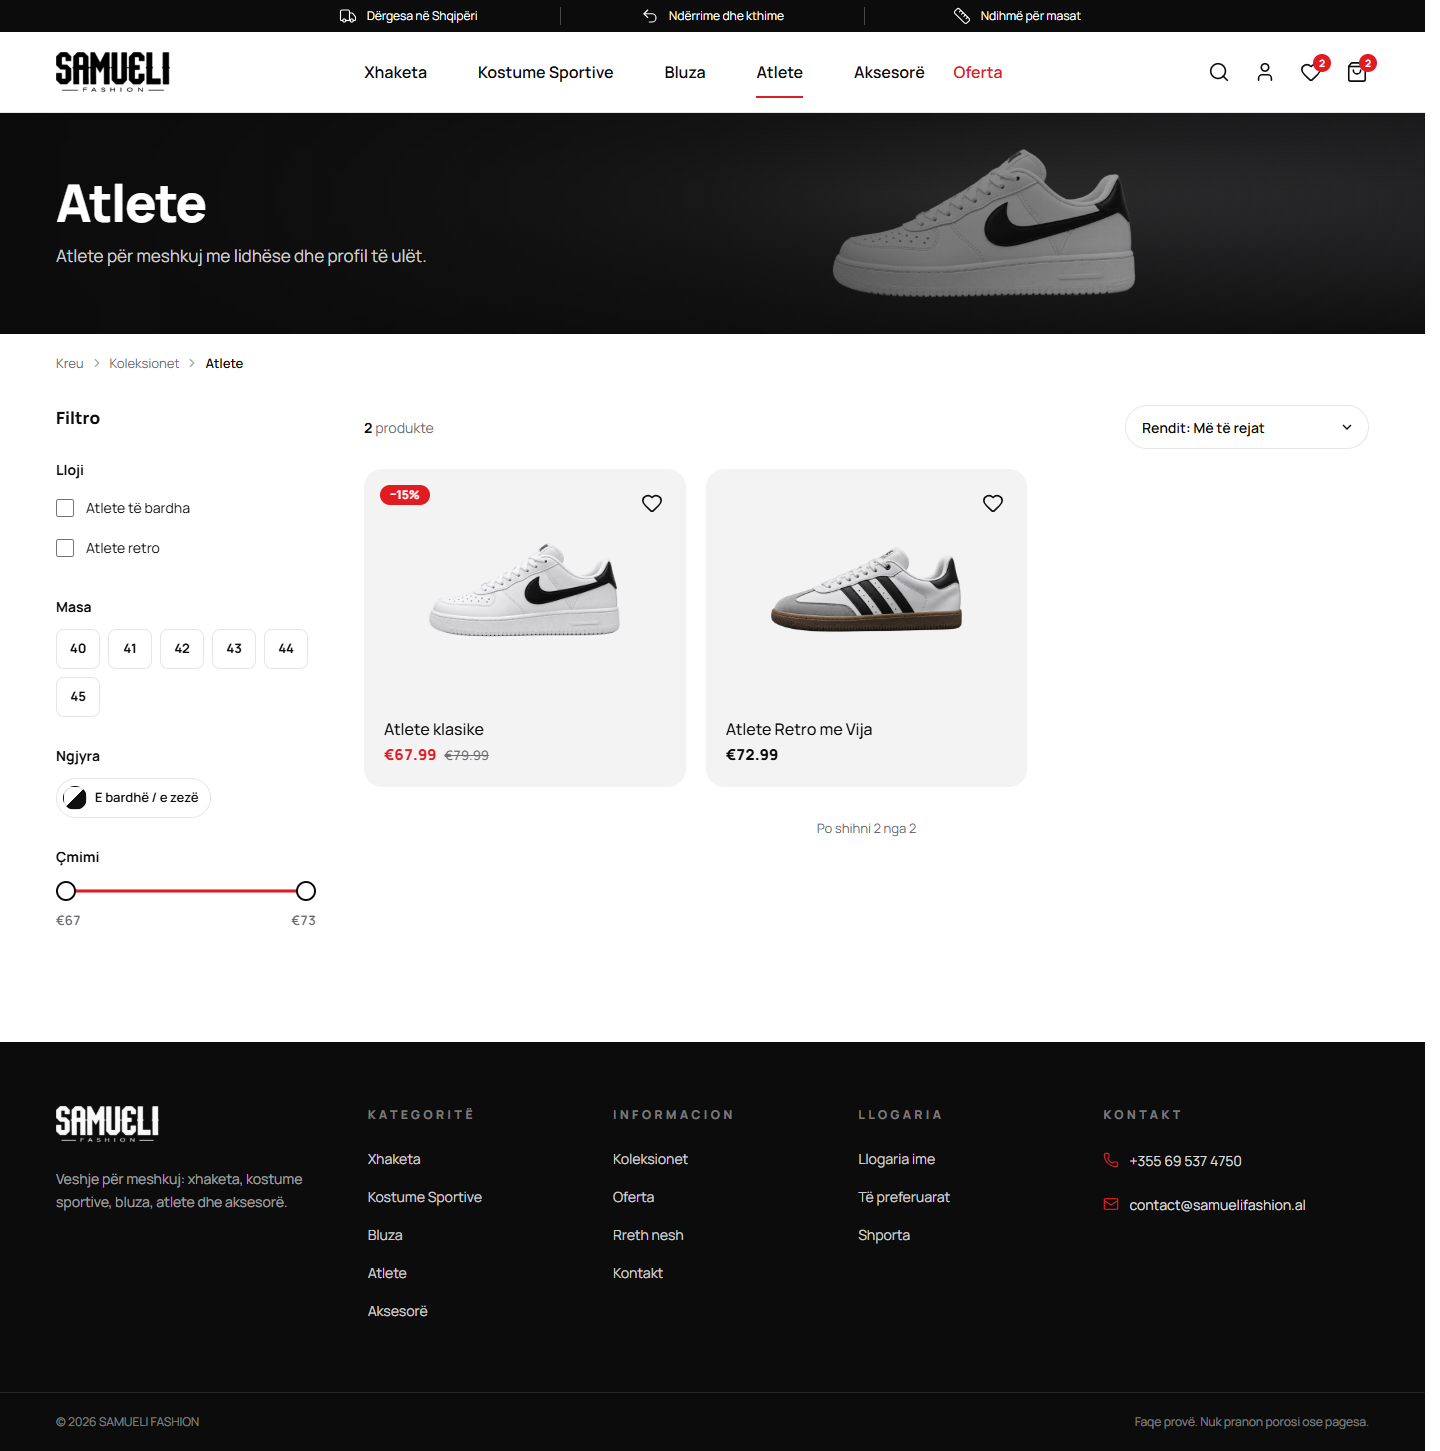 Dërgesa në Shqipëri
Ndërrime dhe kthime
Ndihmë për masat
SAMUELI
FASHION
Xhaketa
Kostume Sportive
Bluza
Atlete
Aksesorë
Oferta
2
2
Atlete
Atlete për meshkuj me lidhëse dhe profil të ulët.
Kreu
Koleksionet
Atlete
Filtro
Lloji
Atlete të bardha
Atlete retro
Masa
40
41
42
43
44
45
Ngjyra
E bardhë / e zezë
Çmimi
€67
€73
2 produkte
Rendit: Më të rejat
−15%
Atlete klasike
€67.99 €79.99
Atlete Retro me Vija
€72.99
Po shihni 2 nga 2
SAMUELI
FASHION
Veshje për meshkuj: xhaketa, kostume
sportive, bluza, atlete dhe aksesorë.
KATEGORITË
Xhaketa
Kostume Sportive
Bluza
Atlete
Aksesorë
INFORMACION
Koleksionet
Oferta
Rreth nesh
Kontakt
LLOGARIA
Llogaria ime
Të preferuarat
Shporta
KONTAKT
+355 69 537 4750
contact@samuelifashion.al
© 2026 SAMUELI FASHION
Faqe provë. Nuk pranon porosi ose pagesa.